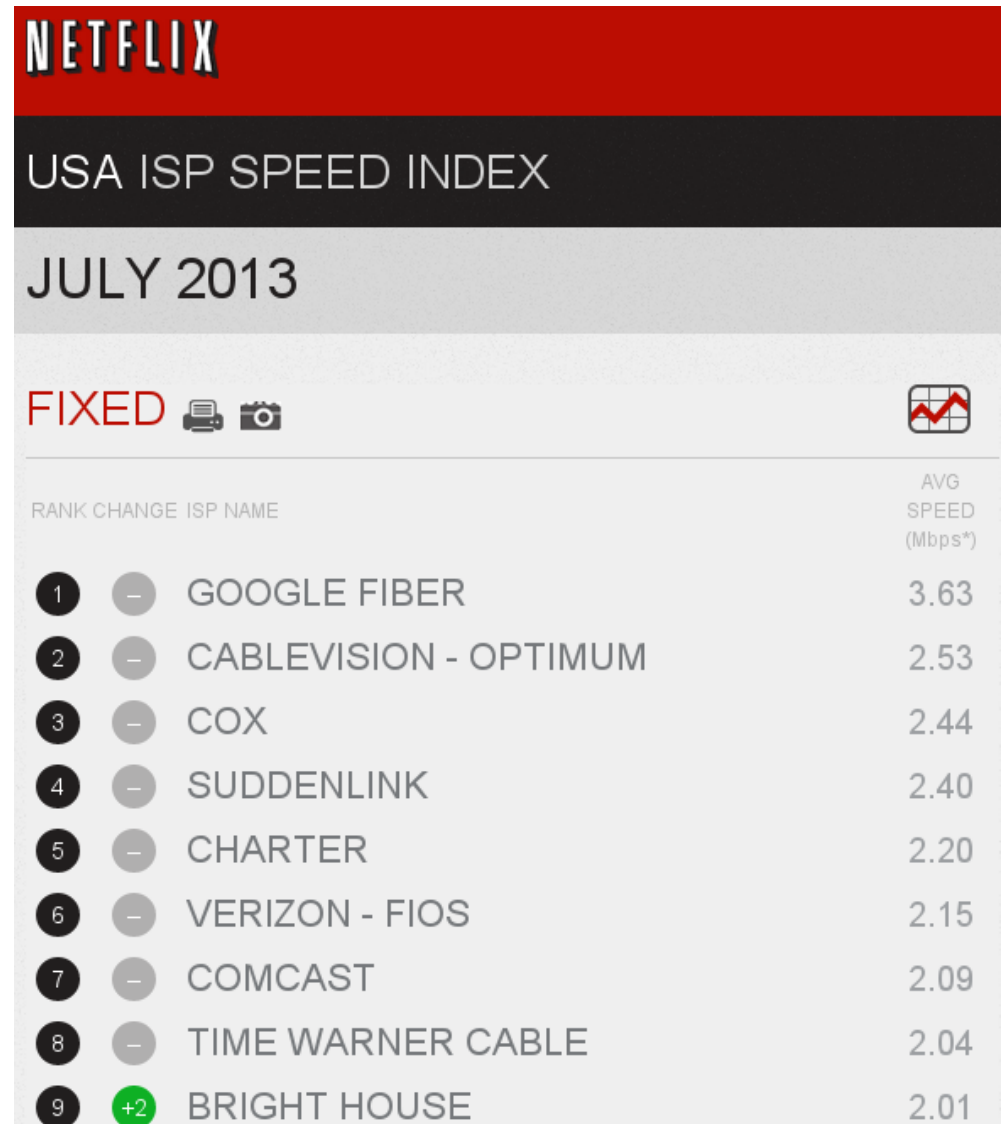 NETFLIX
USA ISP SPEED INDEX
JULY 2013
FIXED
RANK CHANGE ISP NAME AVG SPEED (Mbps*)
1 – GOOGLE FIBER 3.63
2 – CABLEVISION - OPTIMUM 2.53
3 – COX 2.44
4 – SUDDENLINK 2.40
5 – CHARTER 2.20
6 – VERIZON - FIOS 2.15
7 – COMCAST 2.09
8 – TIME WARNER CABLE 2.04
9 +2 BRIGHT HOUSE 2.01